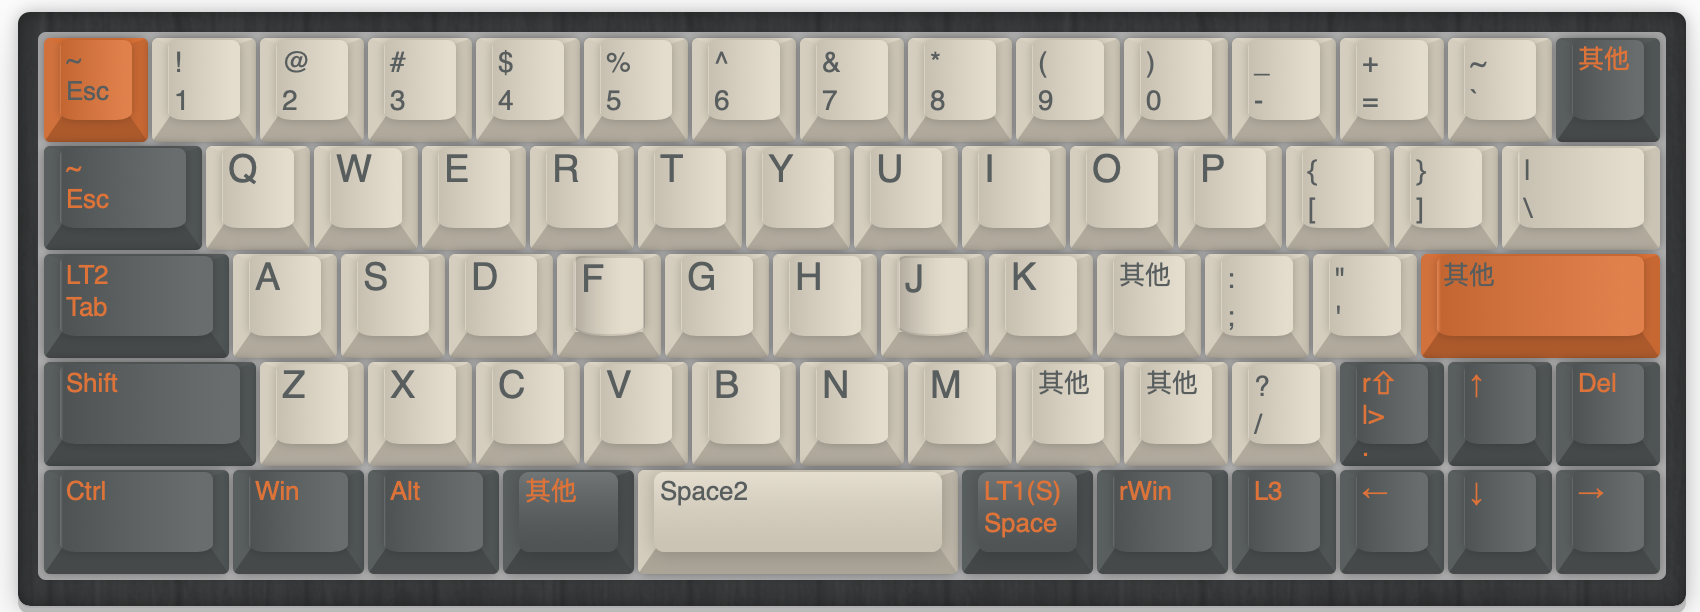 ~ ! @ # $ % ^ & * ( ) _ + ~ 其他
Esc 1 2 3 4 5 6 7 8 9 0 - = `
~ Q W E R T Y U I O P { } |
Esc [ ] \
LT2 A S D F G H J K 其他 : " 其他
Tab ; '
Shift Z X C V B N M 其他 其他 ? r⇧ ↑ Del
/ |>
.
Ctrl Win Alt 其他 Space2 LT1(S) rWin L3 ← ↓ →
Space